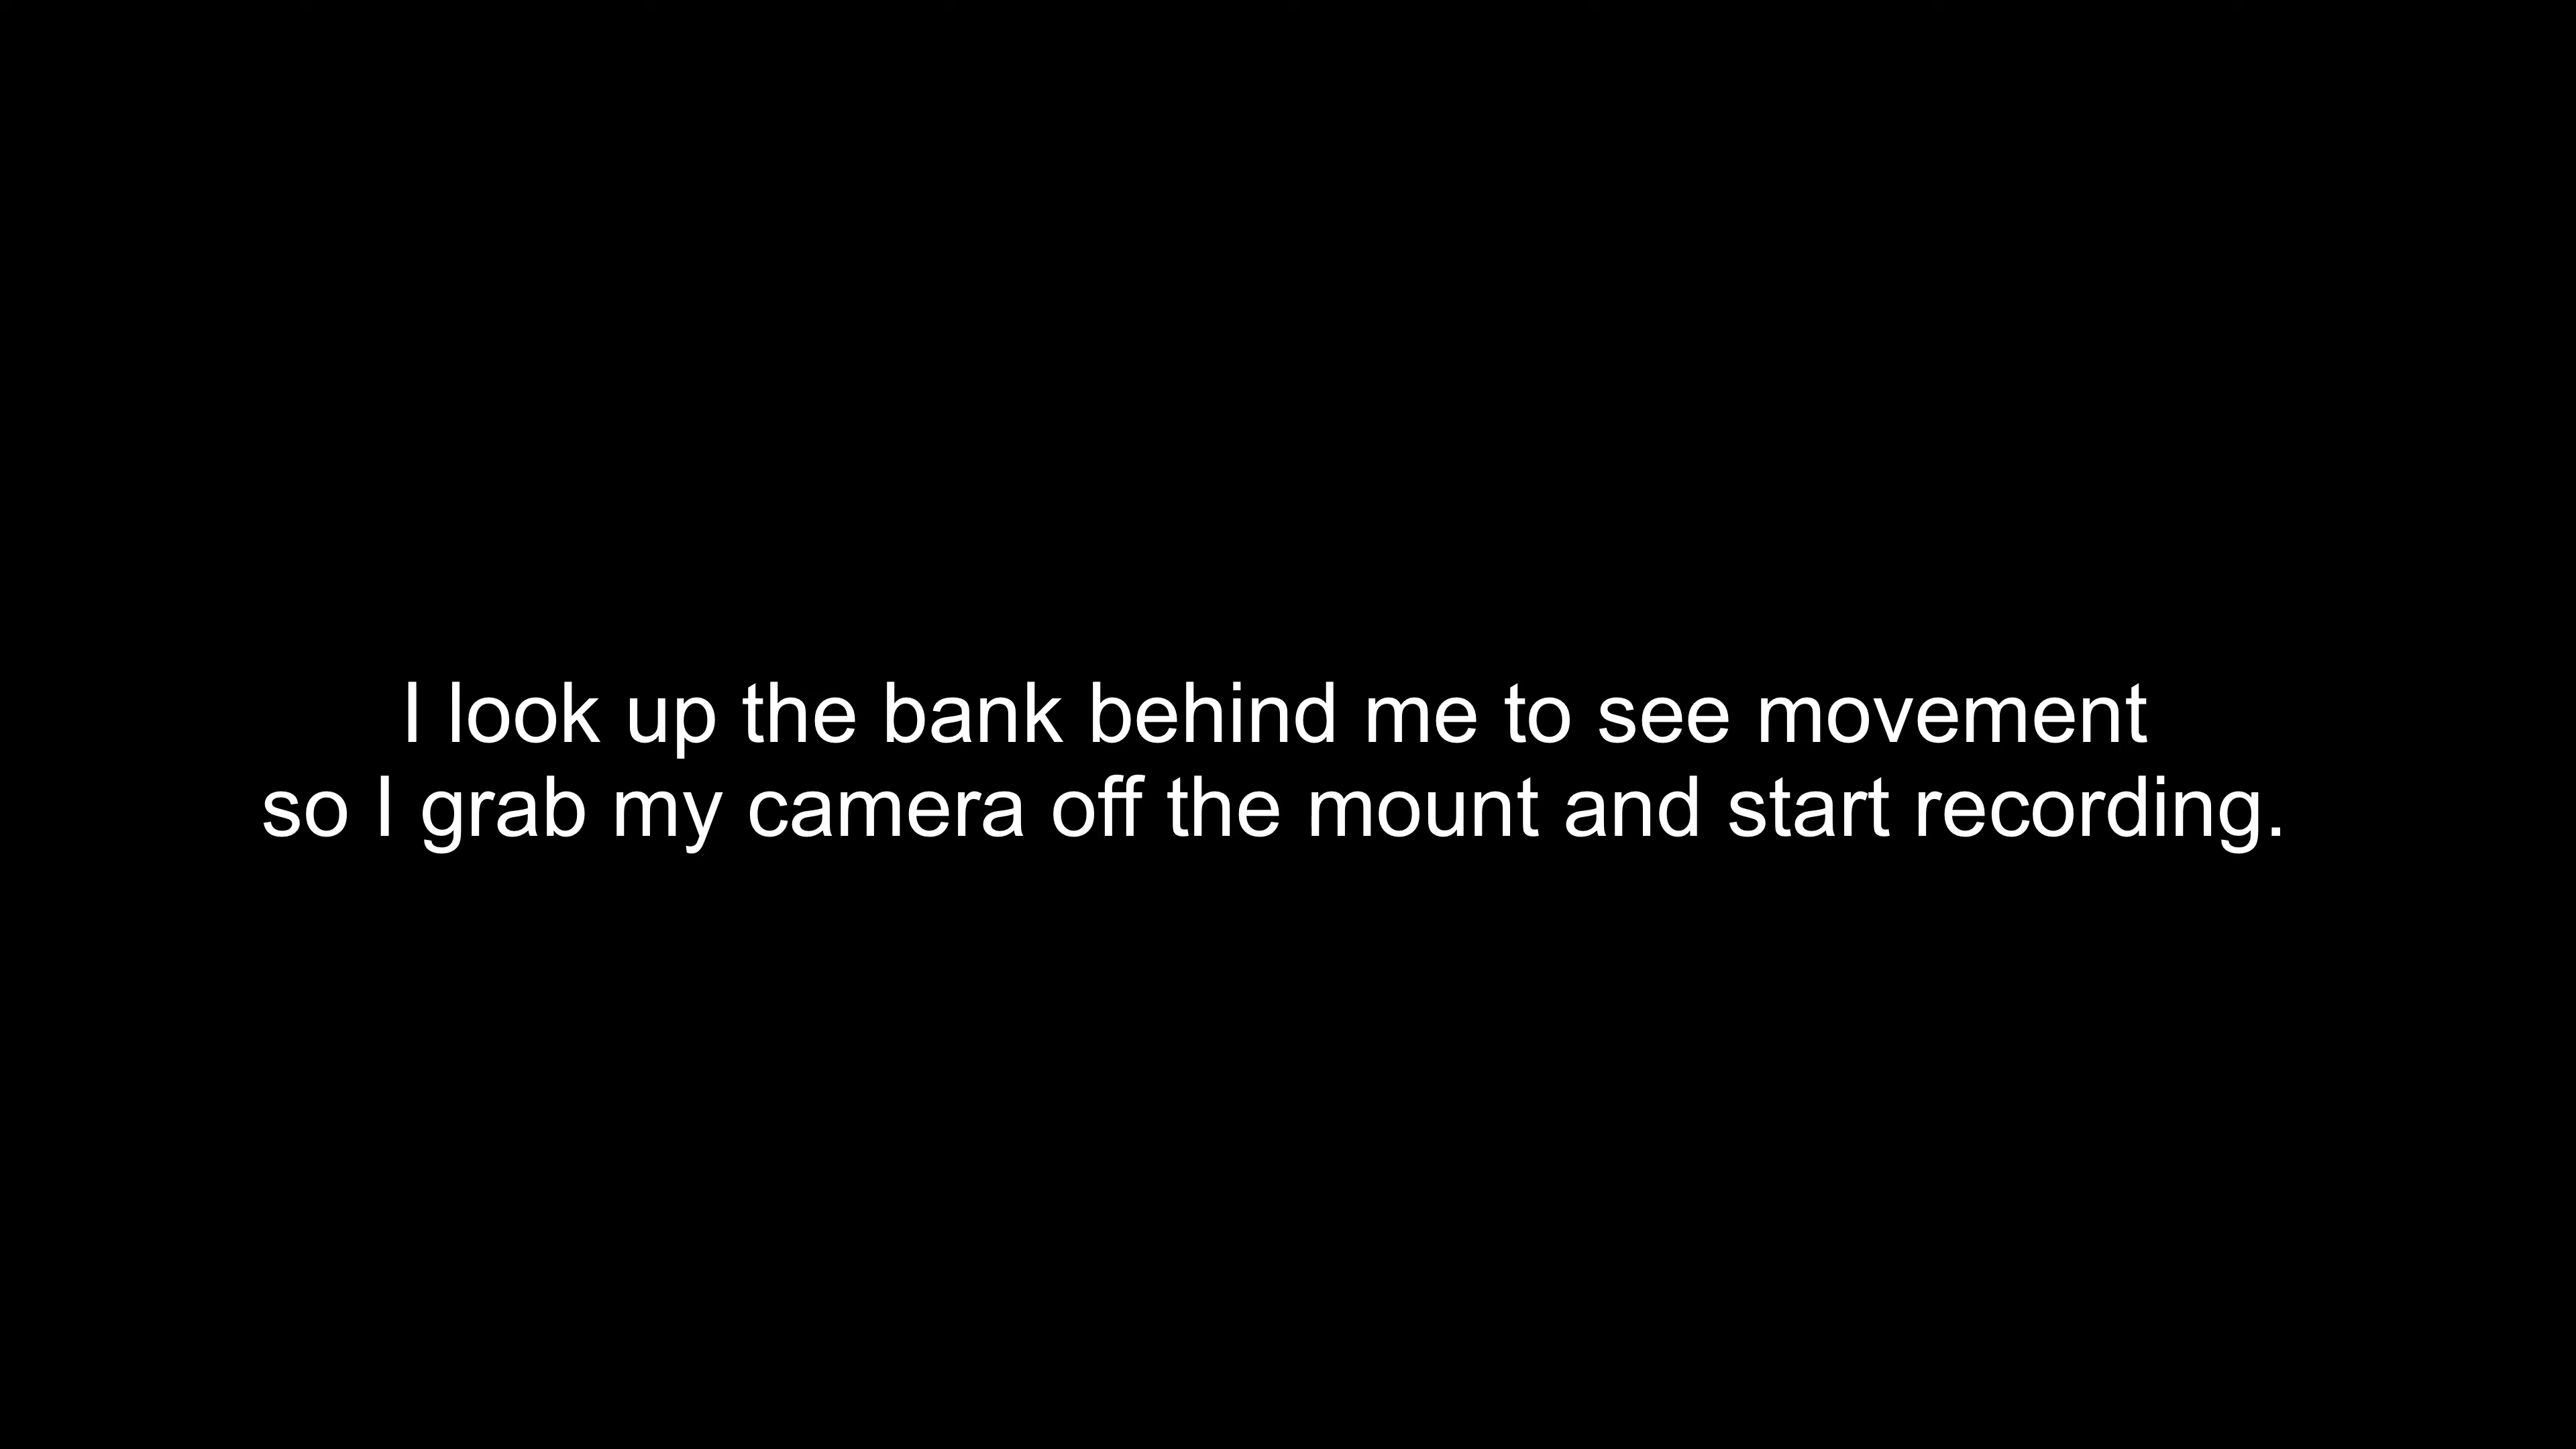 I look up the bank behind me to see movement
so I grab my camera off the mount and start recording.